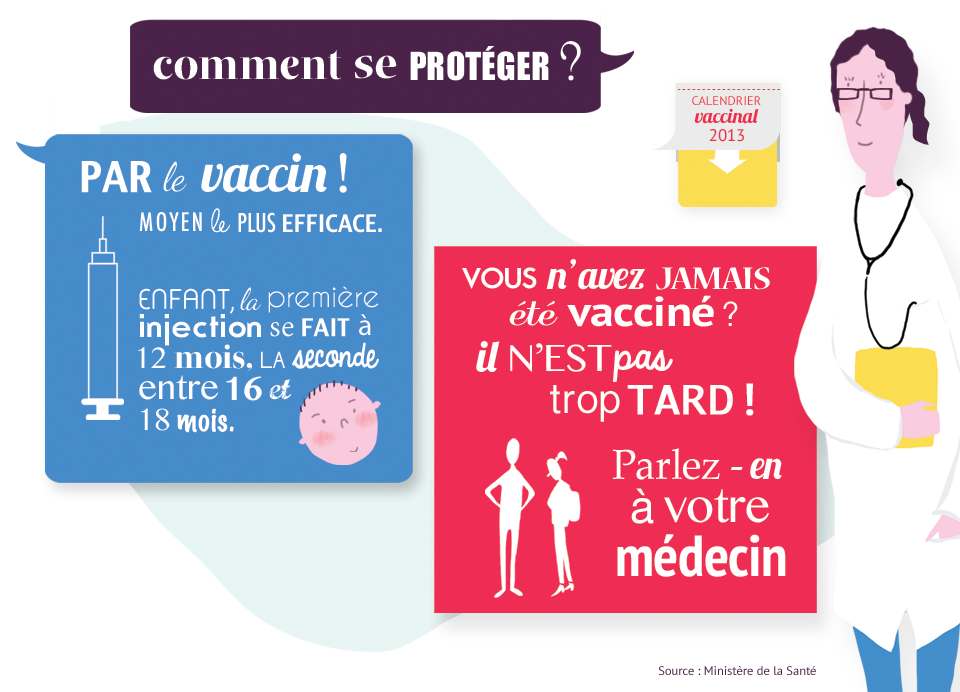 comment se PROTÉGER ?
CALENDRIER
vaccinal
2013
PAR le vaccin !
MOYEN le PLUS EFFICACE.
ENFANT, la première
injection se FAIT à
12 mois, LA seconde
entre 16 et
18 mois.
VOUS n'avez JAMAIS
été vacciné ?
il N'EST pas
trop TARD !
Parlez - en
à votre
médecin
Source : Ministère de la Santé